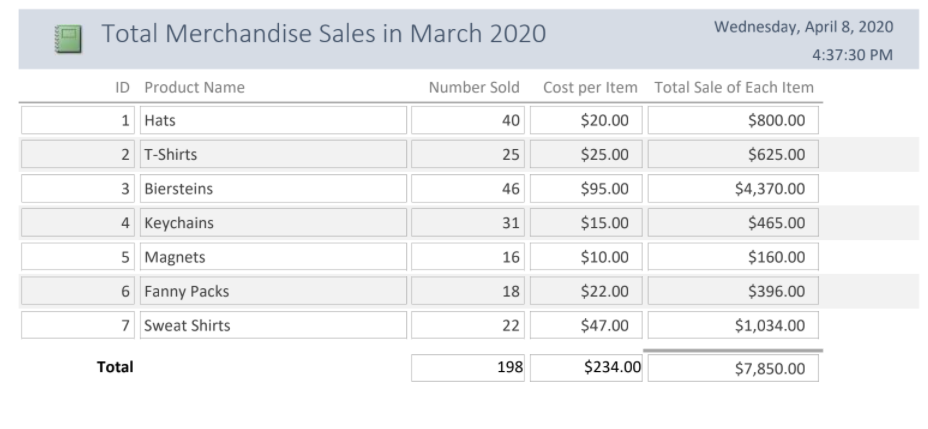 Total Merchandise Sales in March 2020
Wednesday, April 8, 2020
4:37:30 PM
ID Product Name Number Sold Cost per Item Total Sale of Each Item
1 Hats 40 $20.00 $800.00
2 T-Shirts 25 $25.00 $625.00
3 Biersteins 46 $95.00 $4,370.00
4 Keychains 31 $15.00 $465.00
5 Magnets 16 $10.00 $160.00
6 Fanny Packs 18 $22.00 $396.00
7 Sweat Shirts 22 $47.00 $1,034.00
Total 198 $234.00 $7,850.00